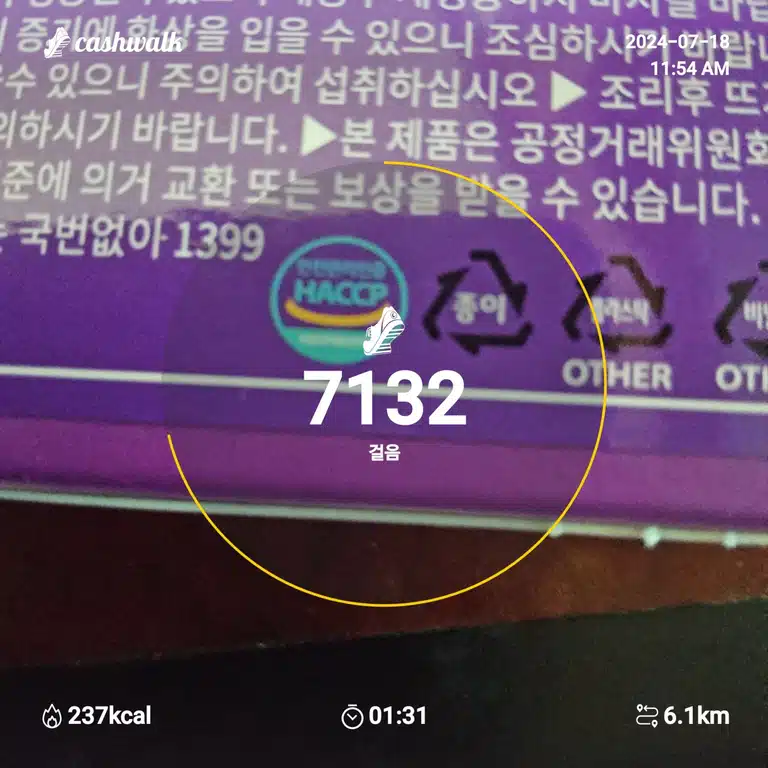 cashwalk
2024-07-18
11:54 AM
증기에 화상을 입을 수 있으니 조심하시기
수 있으니 주의하여 섭취하십시오 ▶ 조리후
의하시기 바랍니다. ▶본 제품은 공정거래위원회
준에 의거 교환 또는 보상을 받을 수 있습니다.
국번없이 1399
HACCP
종이
OTHER
7132
걸음
237kcal
01:31
6.1km